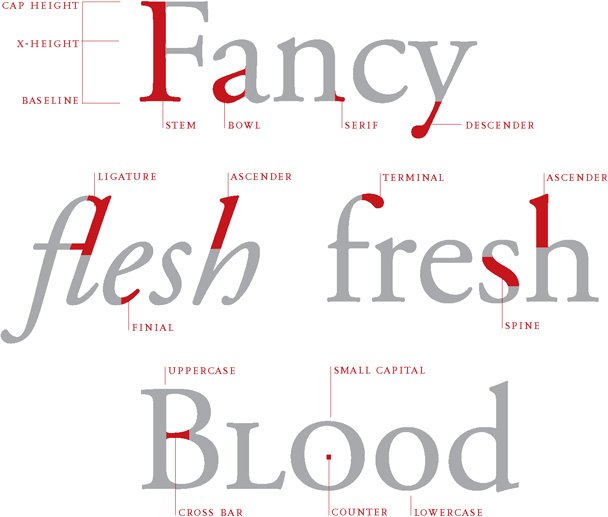 CAP HEIGHT
X-HEIGHT
BASELINE
Fancy
STEM BOWL SERIF DESCENDER
LIGATURE ASCENDER TERMINAL ASCENDER
flesh fresh
FINIAL SPINE
UPPERCASE SMALL CAPITAL
BLOod
CROSS BAR COUNTER LOWERCASE